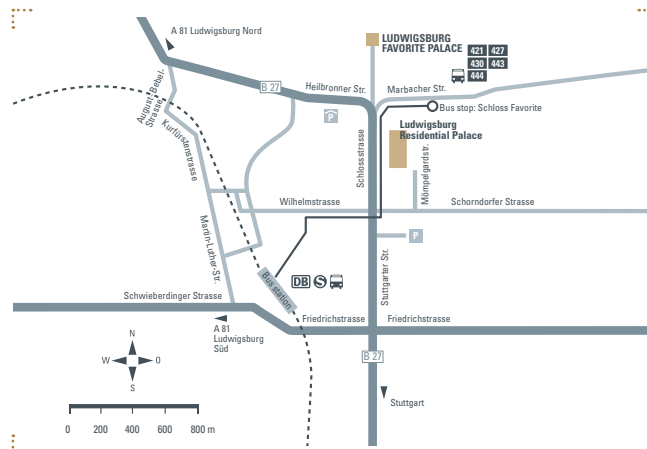 A 81 Ludwigsburg Nord
LUDWIGSBURG
FAVORITE PALACE
421 427
430 443
444
B 27
Heilbronner Str.
Marbacher Str.
Bus stop: Schloss Favorite
August-Bebel-
Strasse
Kurfürstenstrasse
P
Schlossstrasse
Ludwigsburg
Residential Palace
Mömpelgardstr.
Wilhelmstrasse
Schorndorfer Strasse
Martin-Luther-Str.
P
Stuttgarter Str.
DB S
Bus station
Schwieberdinger Strasse
Friedrichstrasse
Friedrichstrasse
A 81
Ludwigsburg
Süd
N
W O
S
B 27
Stuttgart
0 200 400 600 800 m